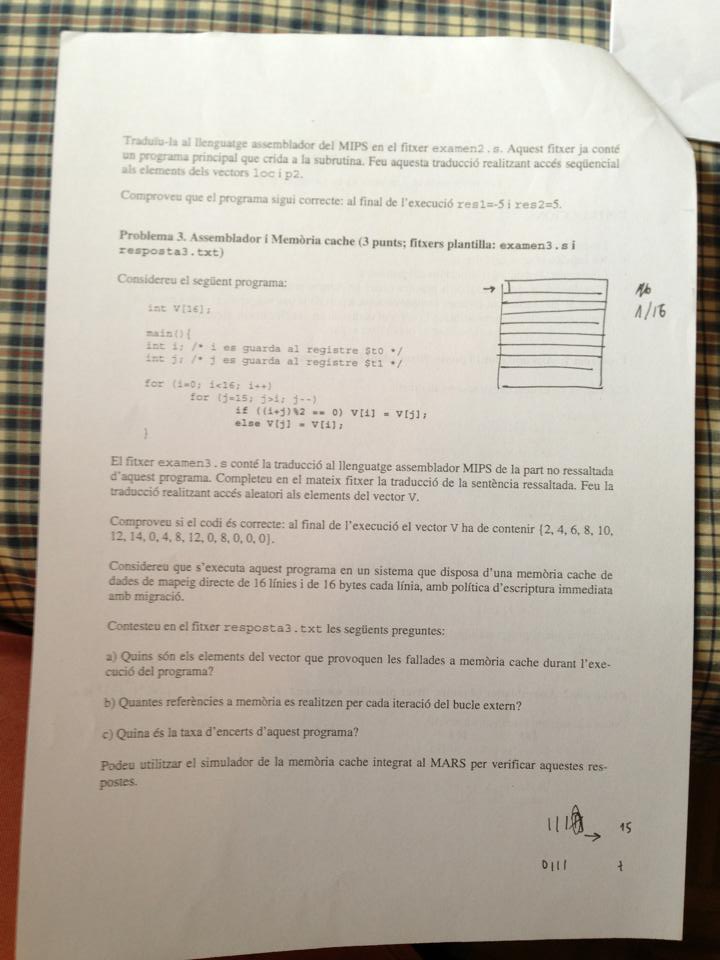 Traduïu-la al llenguatge assemblador del MIPS en el fitxer examen2.s. Aquest fitxer ja conté
un programa principal que crida a la subrutina. Feu aquesta traducció realitzant accés seqüencial
als elements dels vectors loc i p2.
Comproveu que el programa sigui correcte: al final de l'execució res1=-5 i res2=5.
Problema 3. Assemblador i Memòria cache (3 punts; fitxers plantilla: examen3.s i
resposta3.txt)
Considereu el següent programa:
int V[16];
1/16
main(){
int i; /* i es guarda al registre $t0 */
int j; /* j es guarda al registre $t1 */
for (i=0; i<16; i++)
for (j=15; j>i; j--)
if ((i+j)%2 == 0) V[i] = V[j];
else V[j] = V[i];
}
El fitxer examen3.s conté la traducció al llenguatge assemblador MIPS de la part no ressaltada
d'aquest programa. Completeu en el mateix fitxer la traducció de la sentència ressaltada. Feu la
traducció realitzant accés aleatori als elements del vector V.
Comproveu si el codi és correcte: al final de l'execució el vector V ha de contenir {2, 4, 6, 8, 10,
12, 14, 0, 4, 8, 12, 0, 8, 0, 0, 0}.
Considereu que s'executa aquest programa en un sistema que disposa d'una memòria cache de
dades de mapeig directe de 16 línies i de 16 bytes cada línia, amb política d'escriptura immediata
amb migració.
Contesteu en el fitxer resposta3.txt les següents preguntes:
a) Quins són els elements del vector que provoquen les fallades a memòria cache durant l'exe-
cució del programa?
b) Quantes referències a memòria es realitzen per cada iteració del bucle extern?
c) Quina és la taxa d'encerts d'aquest programa?
Podeu utilitzar el simulador de la memòria cache integrat al MARS per verificar aquestes res-
postes.
15
0111 7